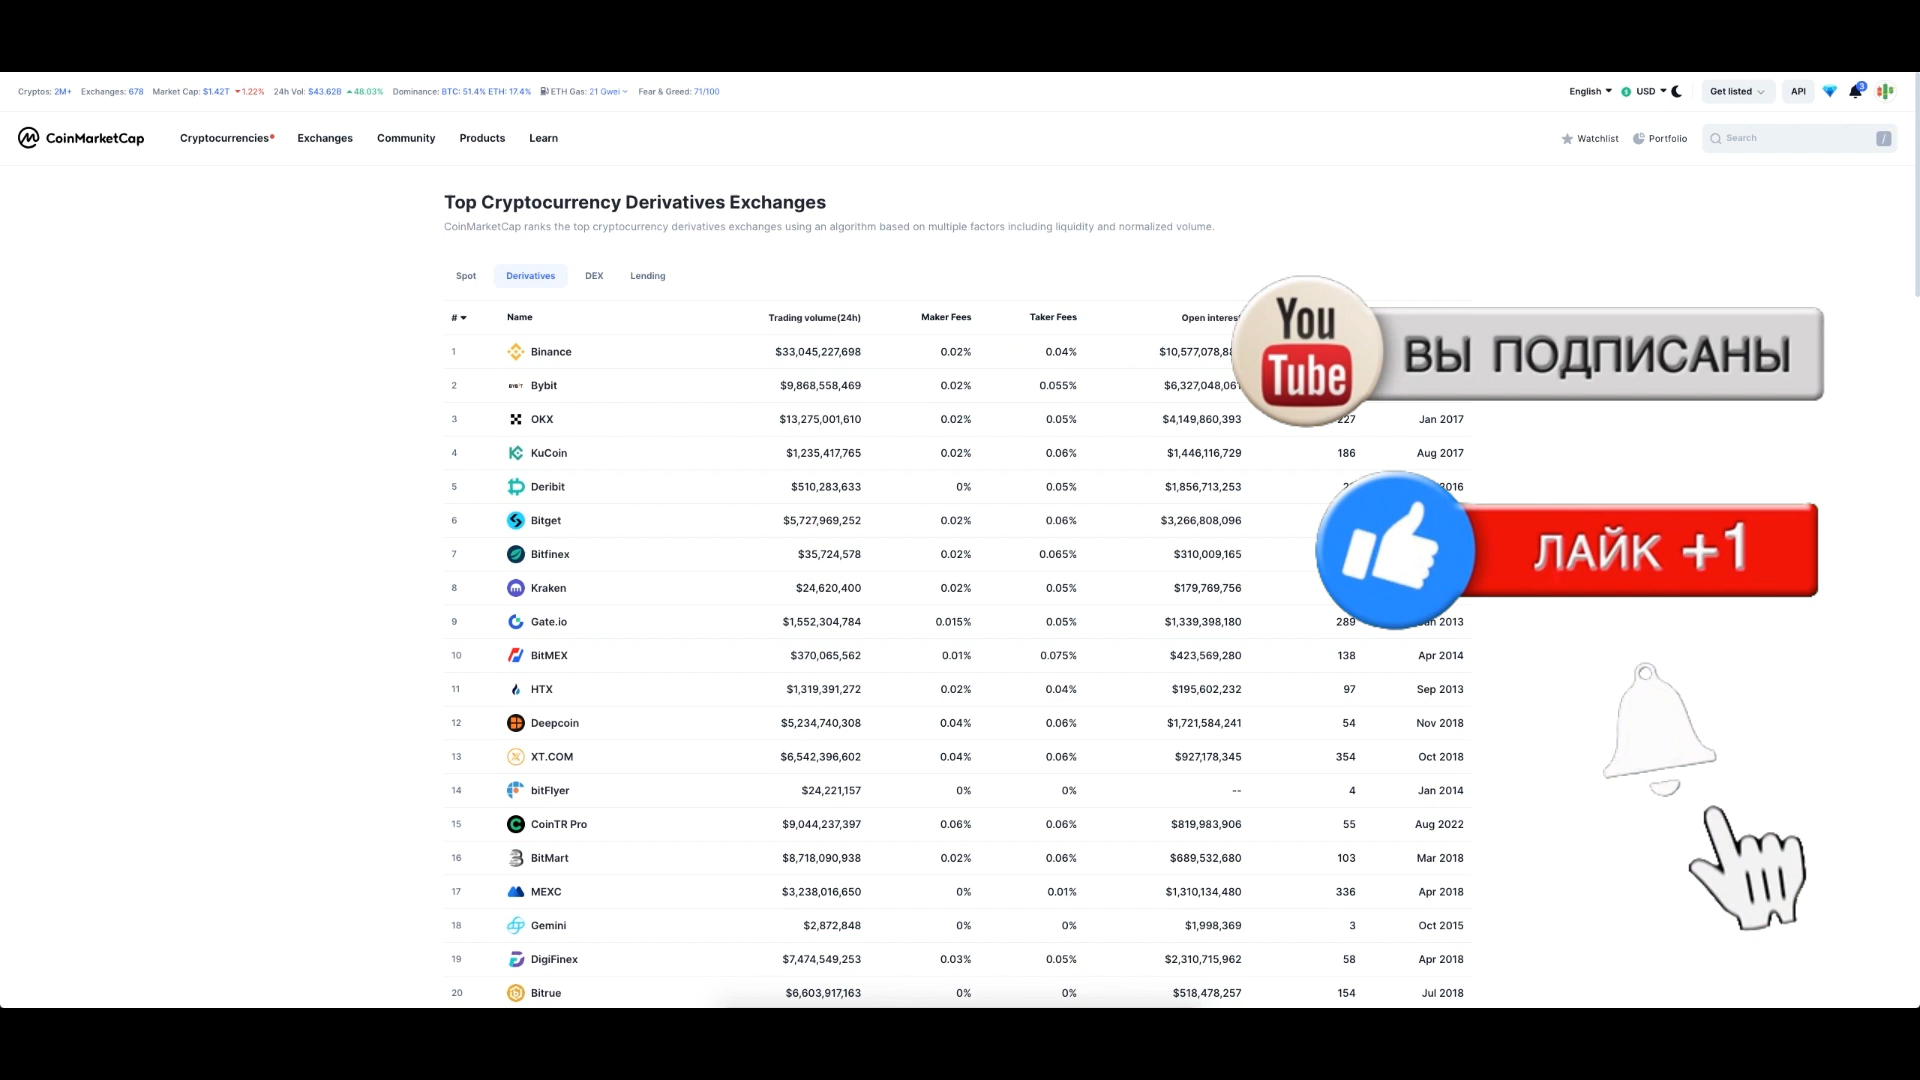 Cryptos: 2M+ Exchanges: 678 Market Cap: $1.42T 1.22% 24h Vol: $43.62B 48.03% Dominance: BTC: 51.4% ETH: 17.4% ETH Gas: 21 Gwei Fear & Greed: 71/100 English USD Get listed API 3
CoinMarketCap Cryptocurrencies Exchanges Community Products Learn Watchlist Portfolio Search /
Top Cryptocurrency Derivatives Exchanges
CoinMarketCap ranks the top cryptocurrency derivatives exchanges using an algorithm based on multiple factors including liquidity and normalized volume.
Spot Derivatives DEX Lending
# Name Trading volume(24h) Maker Fees Taker Fees Open interest
1 Binance $33,045,227,698 0.02% 0.04%
2 Bybit $9,868,558,469 0.02% 0.055%
You Tube ВЫ ПОДПИСАНЫ
3 OKX $13,275,001,610 0.02% 0.05% $4,149,860,393 227 Jan 2017
4 KuCoin $1,235,417,765 0.02% 0.06% $1,446,116,729 186 Aug 2017
5 Deribit $510,283,633 0% 0.05% $1,856,713,253 2016
6 Bitget $5,727,969,252 0.02% 0.06% $3,266,808,096
7 Bitfinex $35,724,578 0.02% 0.065% $310,009,165
ЛАЙК +1
8 Kraken $24,620,400 0.02% 0.05% $179,769,756
9 Gate.io $1,552,304,784 0.015% 0.05% $1,339,398,180 289 2013
10 BitMEX $370,065,562 0.01% 0.075% $423,569,280 138 Apr 2014
11 HTX $1,319,391,272 0.02% 0.04% $195,602,232 97 Sep 2013
12 Deepcoin $5,234,740,308 0.04% 0.06% $1,721,584,241 54 Nov 2018
13 XT.COM $6,542,396,602 0.04% 0.06% $927,178,345 354 Oct 2018
14 bitFlyer $24,221,157 0% 0% -- 4 Jan 2014
15 CoinTR Pro $9,044,237,397 0.06% 0.06% $819,983,906 55 Aug 2022
16 BitMart $8,718,090,938 0.02% 0.06% $689,532,680 103 Mar 2018
17 MEXC $3,238,016,650 0% 0.01% $1,310,134,480 336 Apr 2018
18 Gemini $2,872,848 0% 0% $1,998,369 3 Oct 2015
19 DigiFinex $7,474,549,253 0.03% 0.05% $2,310,715,962 58 Apr 2018
20 Bitrue $6,603,917,163 0% 0% $518,478,257 154 Jul 2018